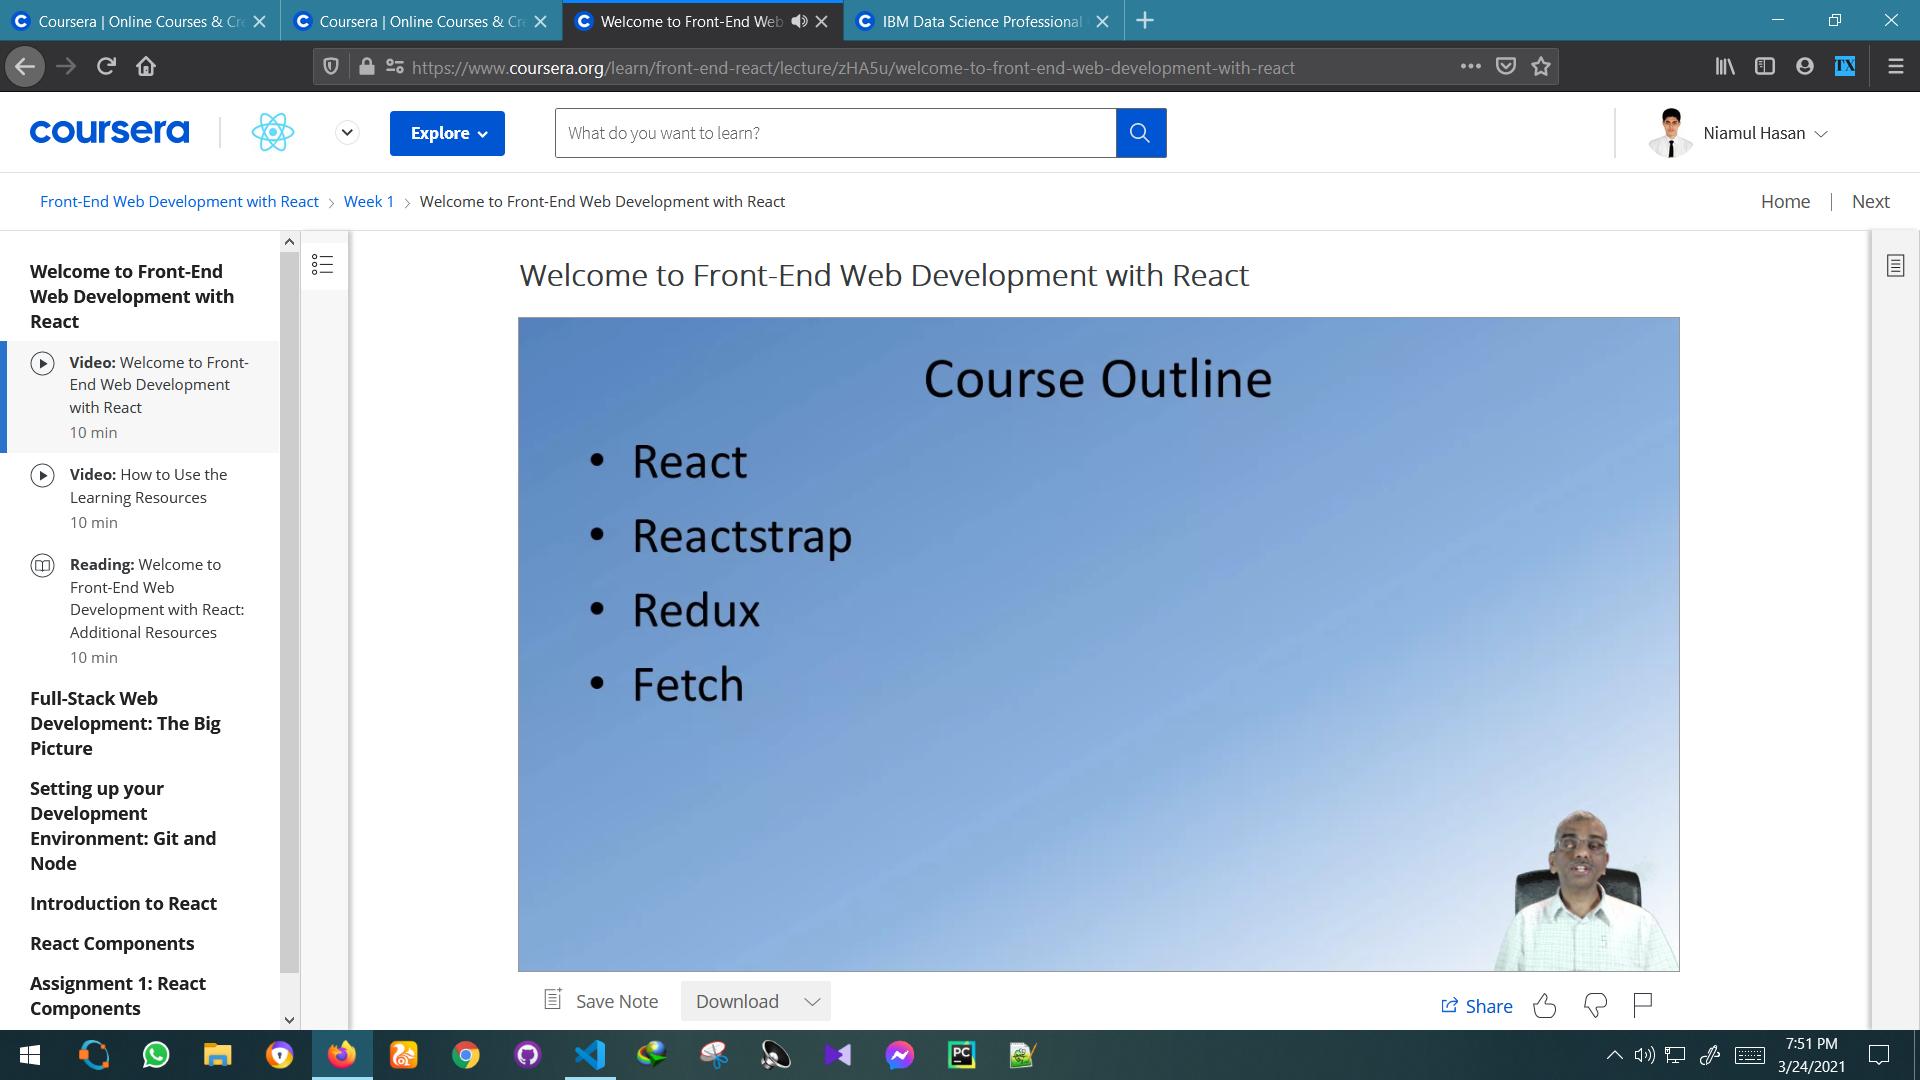 Coursera | Online Courses & Cre
Coursera | Online Courses & Cre
Welcome to Front-End Web
IBM Data Science Professional
https://www.coursera.org/learn/front-end-react/lecture/zHA5u/welcome-to-front-end-web-development-with-react
TX
coursera
Explore
What do you want to learn?
Niamul Hasan
Front-End Web Development with React > Week 1 > Welcome to Front-End Web Development with React
Home | Next
Welcome to Front-End
Web Development with
React
Video: Welcome to Front-
End Web Development
with React
10 min
Video: How to Use the
Learning Resources
10 min
Reading: Welcome to
Front-End Web
Development with React:
Additional Resources
10 min
Full-Stack Web
Development: The Big
Picture
Setting up your
Development
Environment: Git and
Node
Introduction to React
React Components
Assignment 1: React
Components
Welcome to Front-End Web Development with React
Course Outline
• React
• Reactstrap
• Redux
• Fetch
Save Note
Download
Share
PC
7:51 PM
3/24/2021